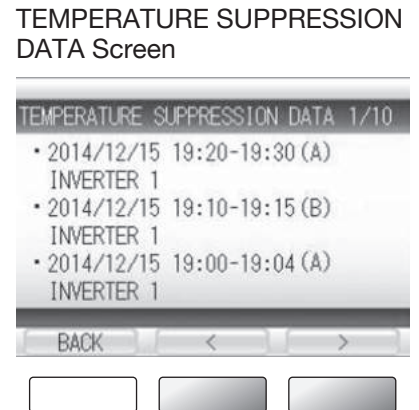 TEMPERATURE SUPPRESSION
DATA Screen
TEMPERATURE SUPPRESSION DATA 1/10
• 2014/12/15 19:20-19:30(A)
INVERTER 1
• 2014/12/15 19:10-19:15(B)
INVERTER 1
• 2014/12/15 19:00-19:04(A)
INVERTER 1
BACK < >